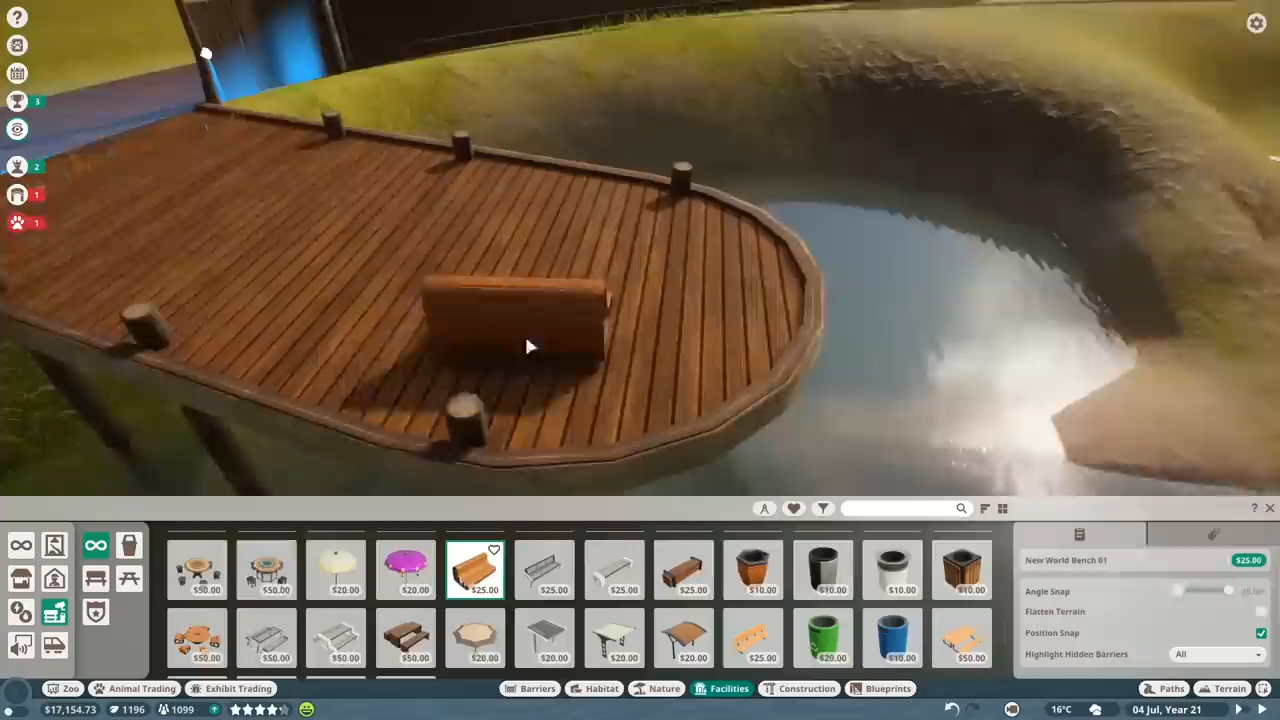 ?
3
2
1
1
? ×
$50.00 $50.00 $20.00 $20.00 $25.00 $25.00 $25.00 $25.00 $10.00 $10.00 $10.00 $10.00
$50.00 $50.00 $50.00 $50.00 $20.00 $20.00 $20.00 $20.00 $25.00 $20.00 $10.00 $50.00
New World Bench 01 $25.00
Angle Snap
Flatten Terrain
Position Snap
Highlight Hidden Barriers All
Zoo Animal Trading Exhibit Trading Barriers Habitat Nature Facilities Construction Blueprints Paths Terrain
$17,154.73 1196 1099 16°C 04 Jul, Year 21